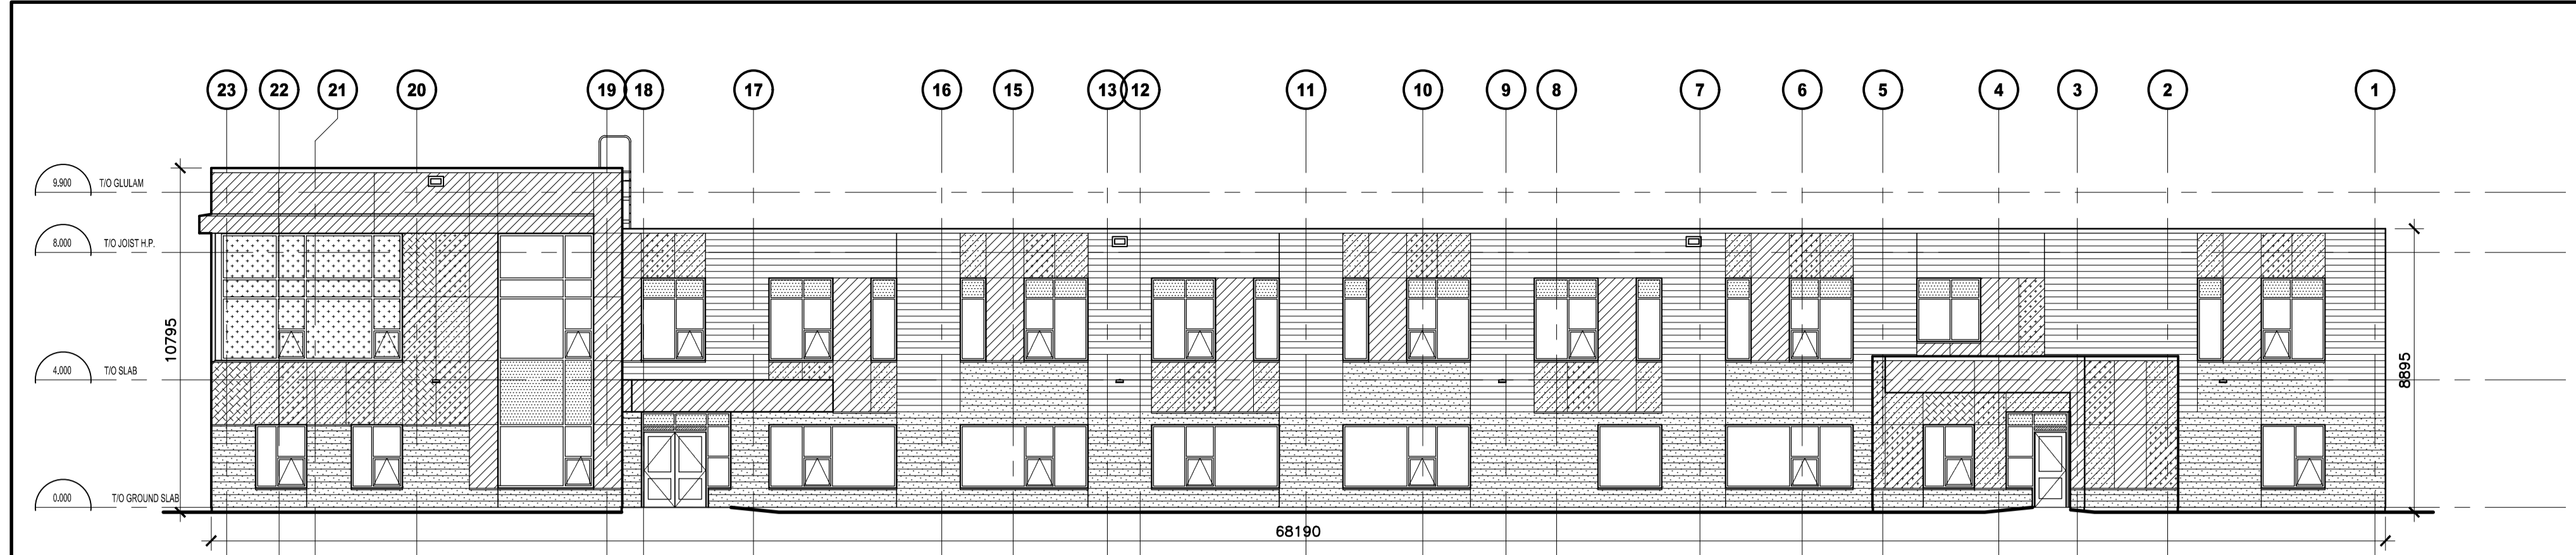 23 22 21 20 19 18 17 16 15 13 12 11 10 9 8 7 6 5 4 3 2 1
9.900 T/O GLULAM
8.000 T/O JOIST H.P.
10795
4.000 T/O SLAB
8895
0.000 T/O GROUND SLAB
68190